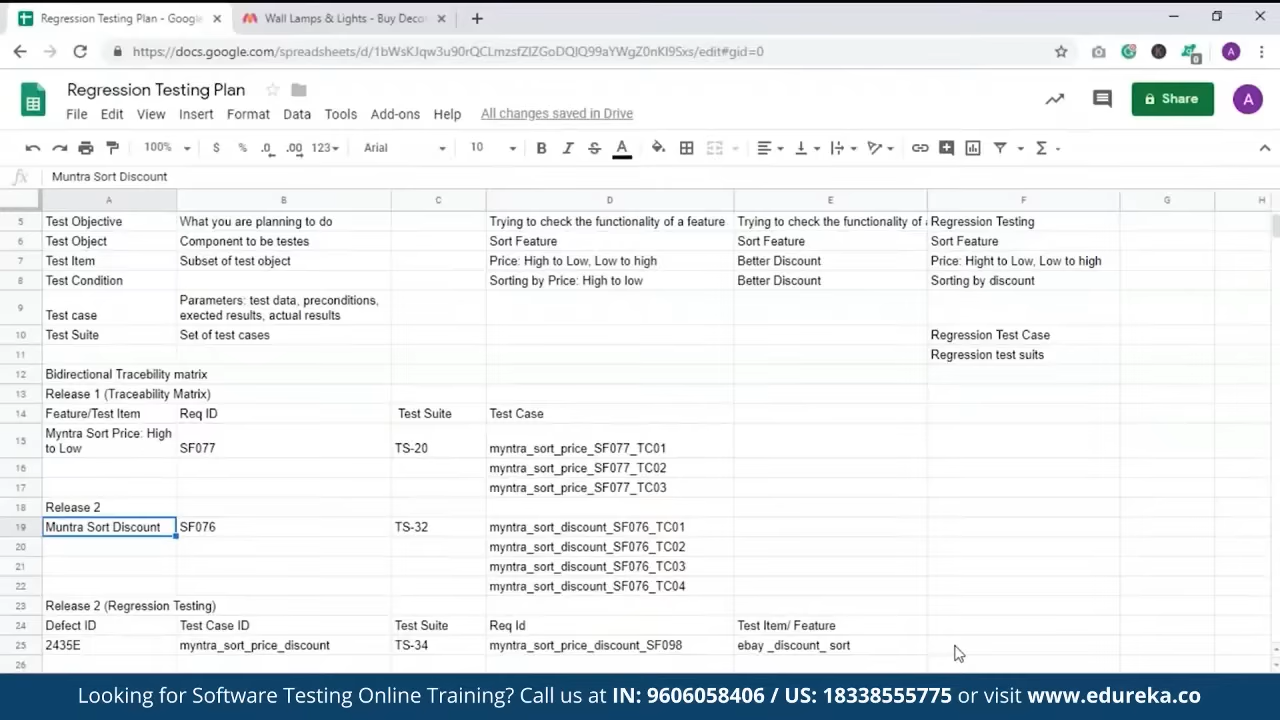 Regression Testing Plan - Google
Wall Lamps & Lights - Buy Deco
https://docs.google.com/spreadsheets/d/1bWsKJqw3u90rQCLmzsfZlZGoDQlQ99aYWgZ0nKI9Sxs/edit#gid=0
Regression Testing Plan
File Edit View Insert Format Data Tools Add-ons Help All changes saved in Drive
Share
A
100% $ % .0 .00 123 Arial 10 B I S A
fx Muntra Sort Discount
A B C D E F G H
5 Test Objective What you are planning to do Trying to check the functionality of a feature Trying to check the functionality of a Regression Testing
6 Test Object Component to be testes Sort Feature Sort Feature Sort Feature
7 Test Item Subset of test object Price: High to Low, Low to high Better Discount Price: Hight to Low, Low to high
8 Test Condition Sorting by Price: High to low Better Discount Sorting by discount
Parameters: test data, preconditions,
9 Test case exected results, actual results
10 Test Suite Set of test cases Regression Test Case
11 Regression test suits
12 Bidirectional Tracebility matrix
13 Release 1 (Traceability Matrix)
14 Feature/Test Item Req ID Test Suite Test Case
Myntra Sort Price: High
15 to Low SF077 TS-20 myntra_sort_price_SF077_TC01
16 myntra_sort_price_SF077_TC02
17 myntra_sort_price_SF077_TC03
18 Release 2
19 Muntra Sort Discount SF076 TS-32 myntra_sort_discount_SF076_TC01
20 myntra_sort_discount_SF076_TC02
21 myntra_sort_discount_SF076_TC03
22 myntra_sort_discount_SF076_TC04
23 Release 2 (Regression Testing)
24 Defect ID Test Case ID Test Suite Req Id Test Item/ Feature
25 2435E myntra_sort_price_discount TS-34 myntra_sort_price_discount_SF098 ebay _discount_ sort
26
Looking for Software Testing Online Training? Call us at IN: 9606058406 / US: 18338555775 or visit www.edureka.co